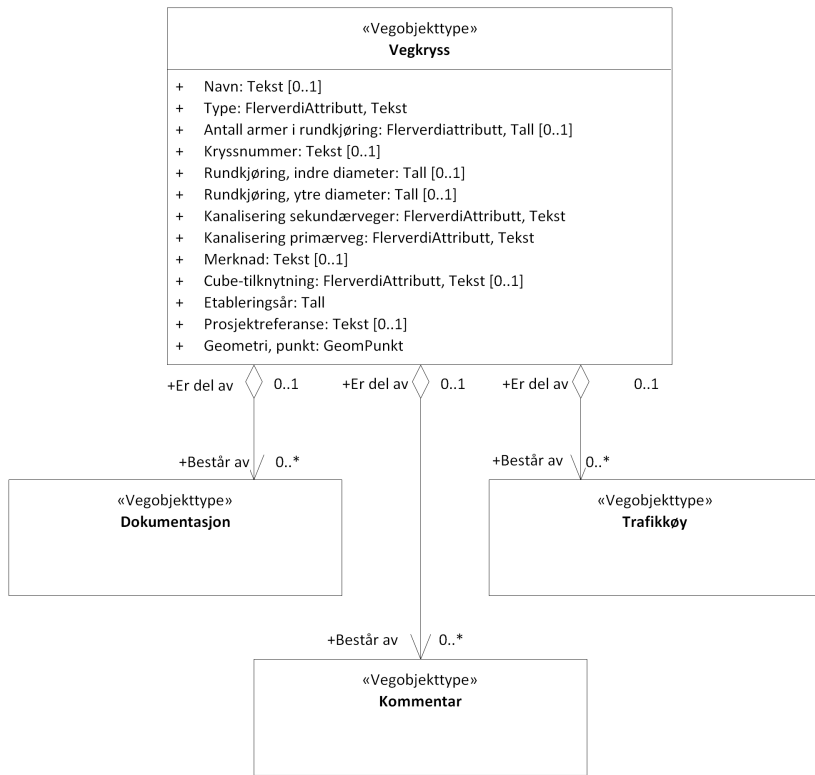 «Vegobjekttype»
Vegkryss
+ Navn: Tekst [0..1]
+ Type: FlerverdiAttributt, Tekst
+ Antall armer i rundkjøring: Flerverdiattributt, Tall [0..1]
+ Kryssnummer: Tekst [0..1]
+ Rundkjøring, indre diameter: Tall [0..1]
+ Rundkjøring, ytre diameter: Tall [0..1]
+ Kanalisering sekundærveger: FlerverdiAttributt, Tekst
+ Kanalisering primærveg: FlerverdiAttributt, Tekst
+ Merknad: Tekst [0..1]
+ Cube-tilknytning: FlerverdiAttributt, Tekst [0..1]
+ Etableringsår: Tall
+ Prosjektreferanse: Tekst [0..1]
+ Geometri, punkt: GeomPunkt
+Er del av 0..1 +Er del av 0..1 +Er del av 0..1
+Består av 0..* +Består av 0..*
«Vegobjekttype» «Vegobjekttype»
Dokumentasjon Trafikkøy
+Består av 0..*
«Vegobjekttype»
Kommentar